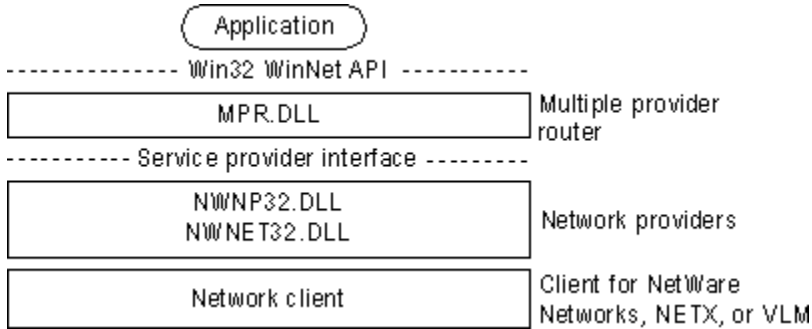 Application
Win32 WinNet API
MPR.DLL
Multiple provider
router
Service provider interface
NWNP32.DLL
NWNET32.DLL
Network providers
Network client
Client for NetWare
Networks, NETX, or VLM